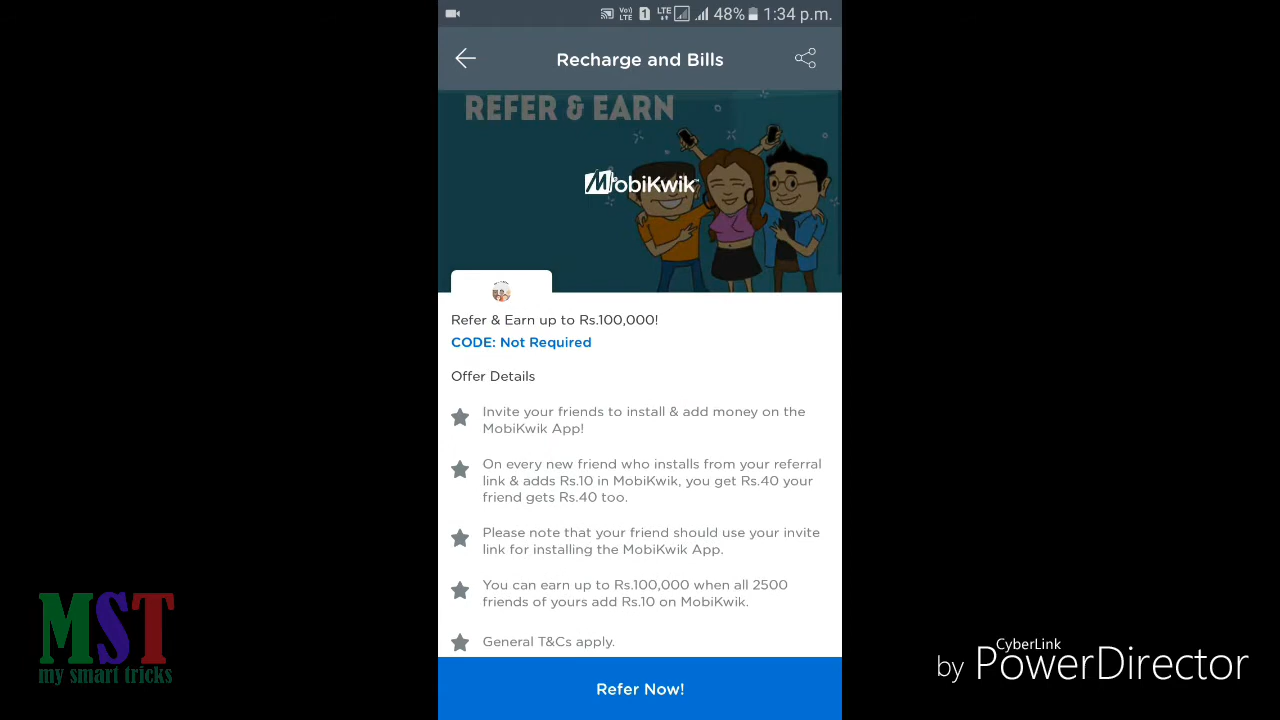 Vo) LTE 1 LTE 48% 1:34 p.m.
Recharge and Bills
REFER & EARN
MobiKwik
Refer & Earn up to Rs.100,000!
CODE: Not Required
Offer Details
Invite your friends to install & add money on the
MobiKwik App!
On every new friend who installs from your referral
link & adds Rs.10 in MobiKwik, you get Rs.40 your
friend gets Rs.40 too.
Please note that your friend should use your invite
link for installing the MobiKwik App.
You can earn up to Rs.100,000 when all 2500
friends of yours add Rs.10 on MobiKwik.
General T&Cs apply.
Refer Now!
MST
my smart tricks
CyberLink
by PowerDirector